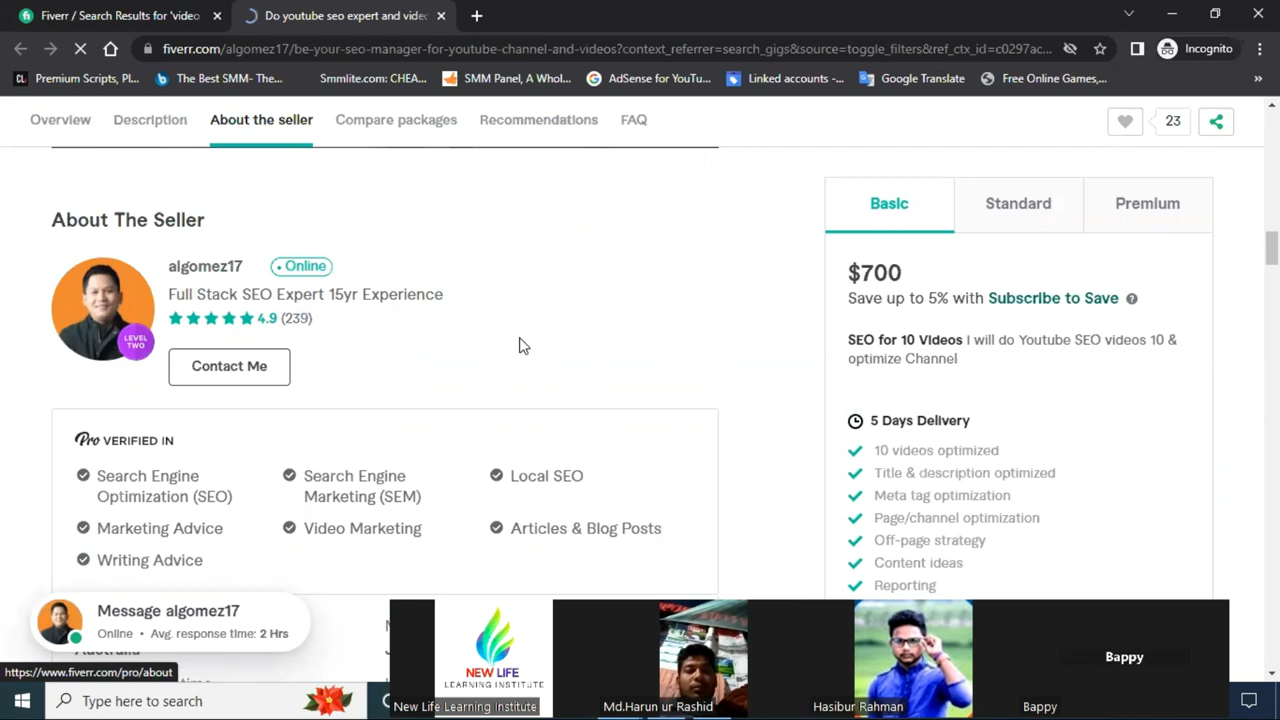 Fiverr / Search Results for 'video
Do youtube seo expert and video
Incognito
fiverr.com/algomez17/be-your-seo-manager-for-youtube-channel-and-videos?context_referrer=search_gigs&source=toggle_filters&ref_ctx_id=c0297ac...
Premium Scripts, Pl...
The Best SMM- The...
Smmlite.com: CHEA...
SMM Panel, A Whol...
AdSense for YouTu...
Linked accounts -...
Google Translate
Free Online Games,...
Overview
Description
About the seller
Compare packages
Recommendations
FAQ
23
About The Seller
algomez17
• Online
Full Stack SEO Expert 15yr Experience
4.9 (239)
LEVEL
TWO
Contact Me
Pro VERIFIED IN
Search Engine
Optimization (SEO)
Search Engine
Marketing (SEM)
Local SEO
Marketing Advice
Video Marketing
Articles & Blog Posts
Writing Advice
Basic
Standard
Premium
$700
Save up to 5% with Subscribe to Save
SEO for 10 Videos I will do Youtube SEO videos 10 &
optimize Channel
5 Days Delivery
10 videos optimized
Title & description optimized
Meta tag optimization
Page/channel optimization
Off-page strategy
Content ideas
Reporting
Message algomez17
Online • Avg. response time: 2 Hrs
https://www.fiverr.com/pro/about
Type here to search
NEW LIFE
LEARNING INSTITUTE
New Life Learning Institute
Md.Harun ur Rashid
Hasibur Rahman
Bappy
Bappy